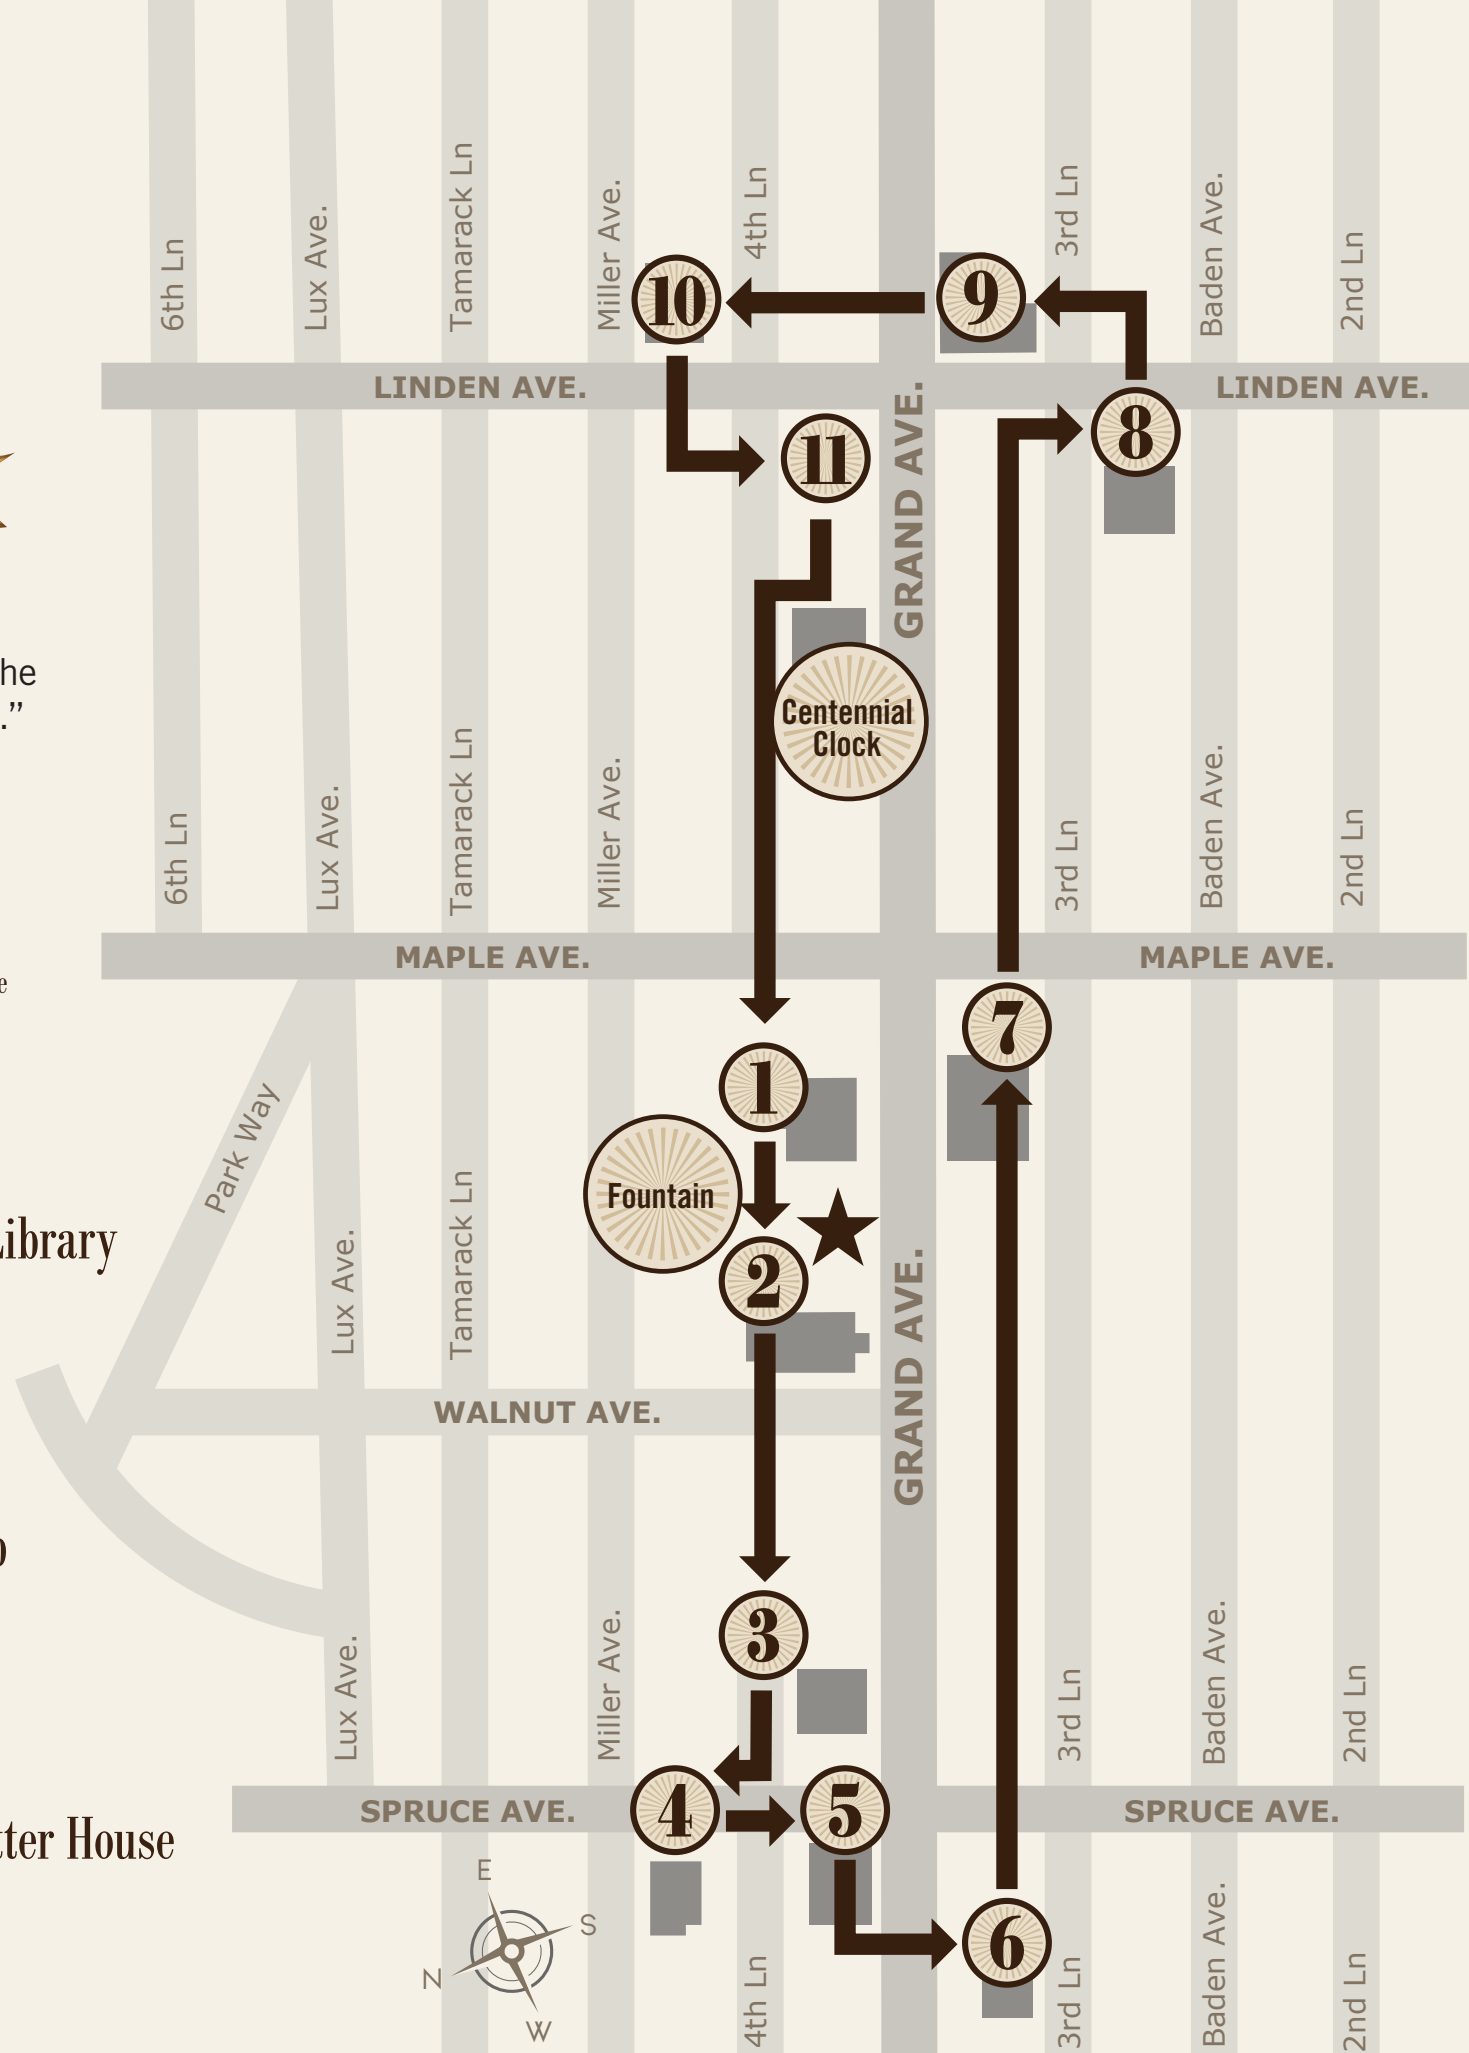 6th Ln
Lux Ave.
Tamarack Ln
Miller Ave.
4th Ln
3rd Ln
Baden Ave.
2nd Ln
10
9
LINDEN AVE.
LINDEN AVE.
8
11
GRAND AVE.
he
.”
Centennial
Clock
6th Ln
Lux Ave.
Tamarack Ln
Miller Ave.
3rd Ln
Baden Ave.
2nd Ln
MAPLE AVE.
MAPLE AVE.
e
7
1
Park Way
Fountain
Library
Lux Ave.
Tamarack Ln
2
GRAND AVE.
WALNUT AVE.
3
Lux Ave.
Miller Ave.
3rd Ln
Baden Ave.
2nd Ln
4
5
SPRUCE AVE.
SPRUCE AVE.
tter House
E
S
N
W
6
4th Ln
3rd Ln
Baden Ave.
2nd Ln